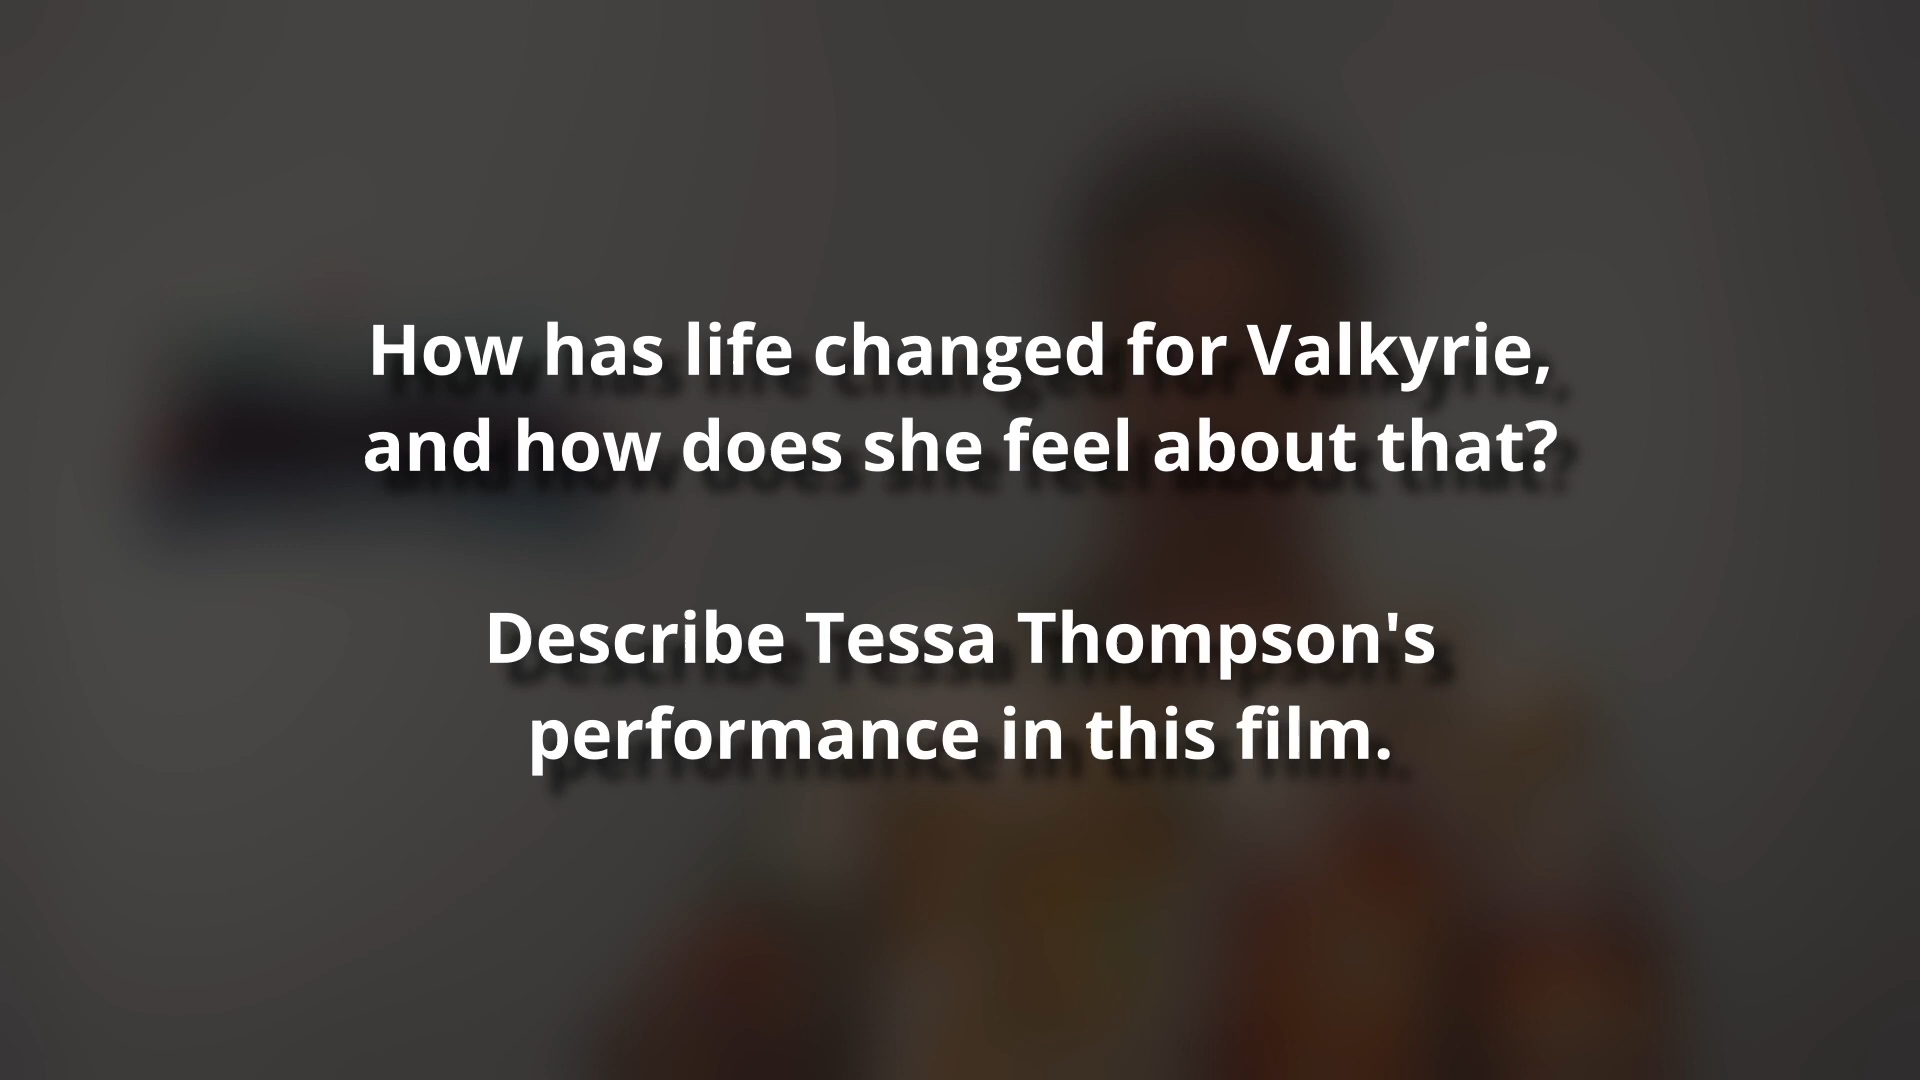 How has life changed for Valkyrie,
and how does she feel about that?
Describe Tessa Thompson's
performance in this film.